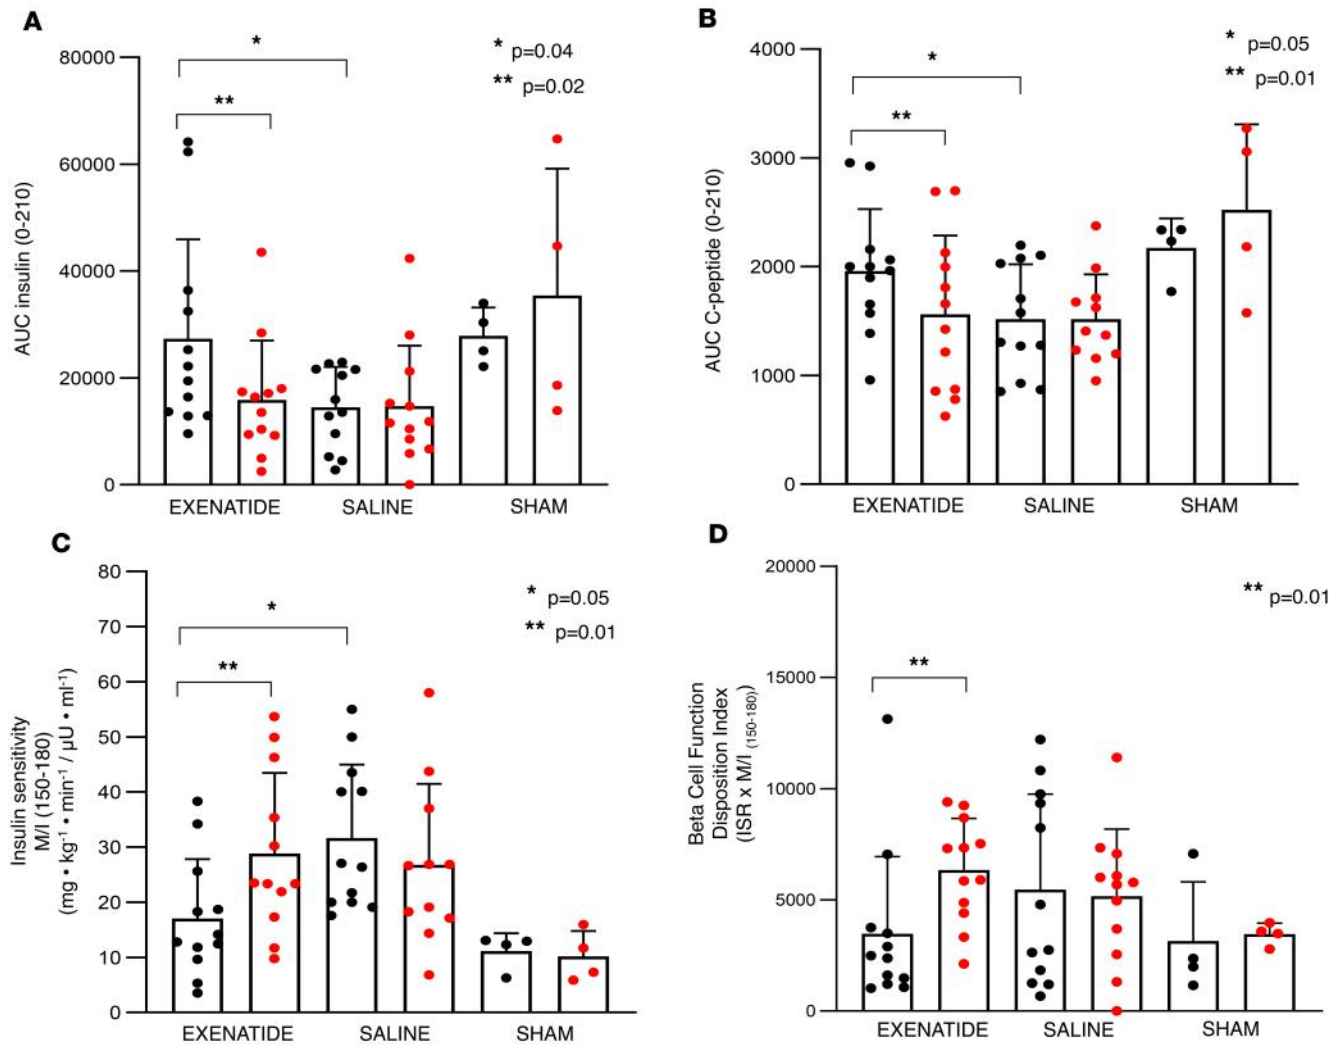 A
AUC insulin (0-210)
80000
60000
40000
20000
0
*
**
* p=0.04
** p=0.02
EXENATIDE SALINE SHAM
B
AUC C-peptide (0-210)
4000
3000
2000
1000
0
*
**
* p=0.05
** p=0.01
EXENATIDE SALINE SHAM
C
Insulin sensitivity
M/I (150-180)
(mg • kg⁻¹ • min⁻¹ / µU • ml⁻¹)
80
70
60
50
40
30
20
10
0
*
**
* p=0.05
** p=0.01
EXENATIDE SALINE SHAM
D
Beta Cell Function
Disposition Index
(ISR x M/I (150-180))
20000
15000
10000
5000
0
**
** p=0.01
EXENATIDE SALINE SHAM